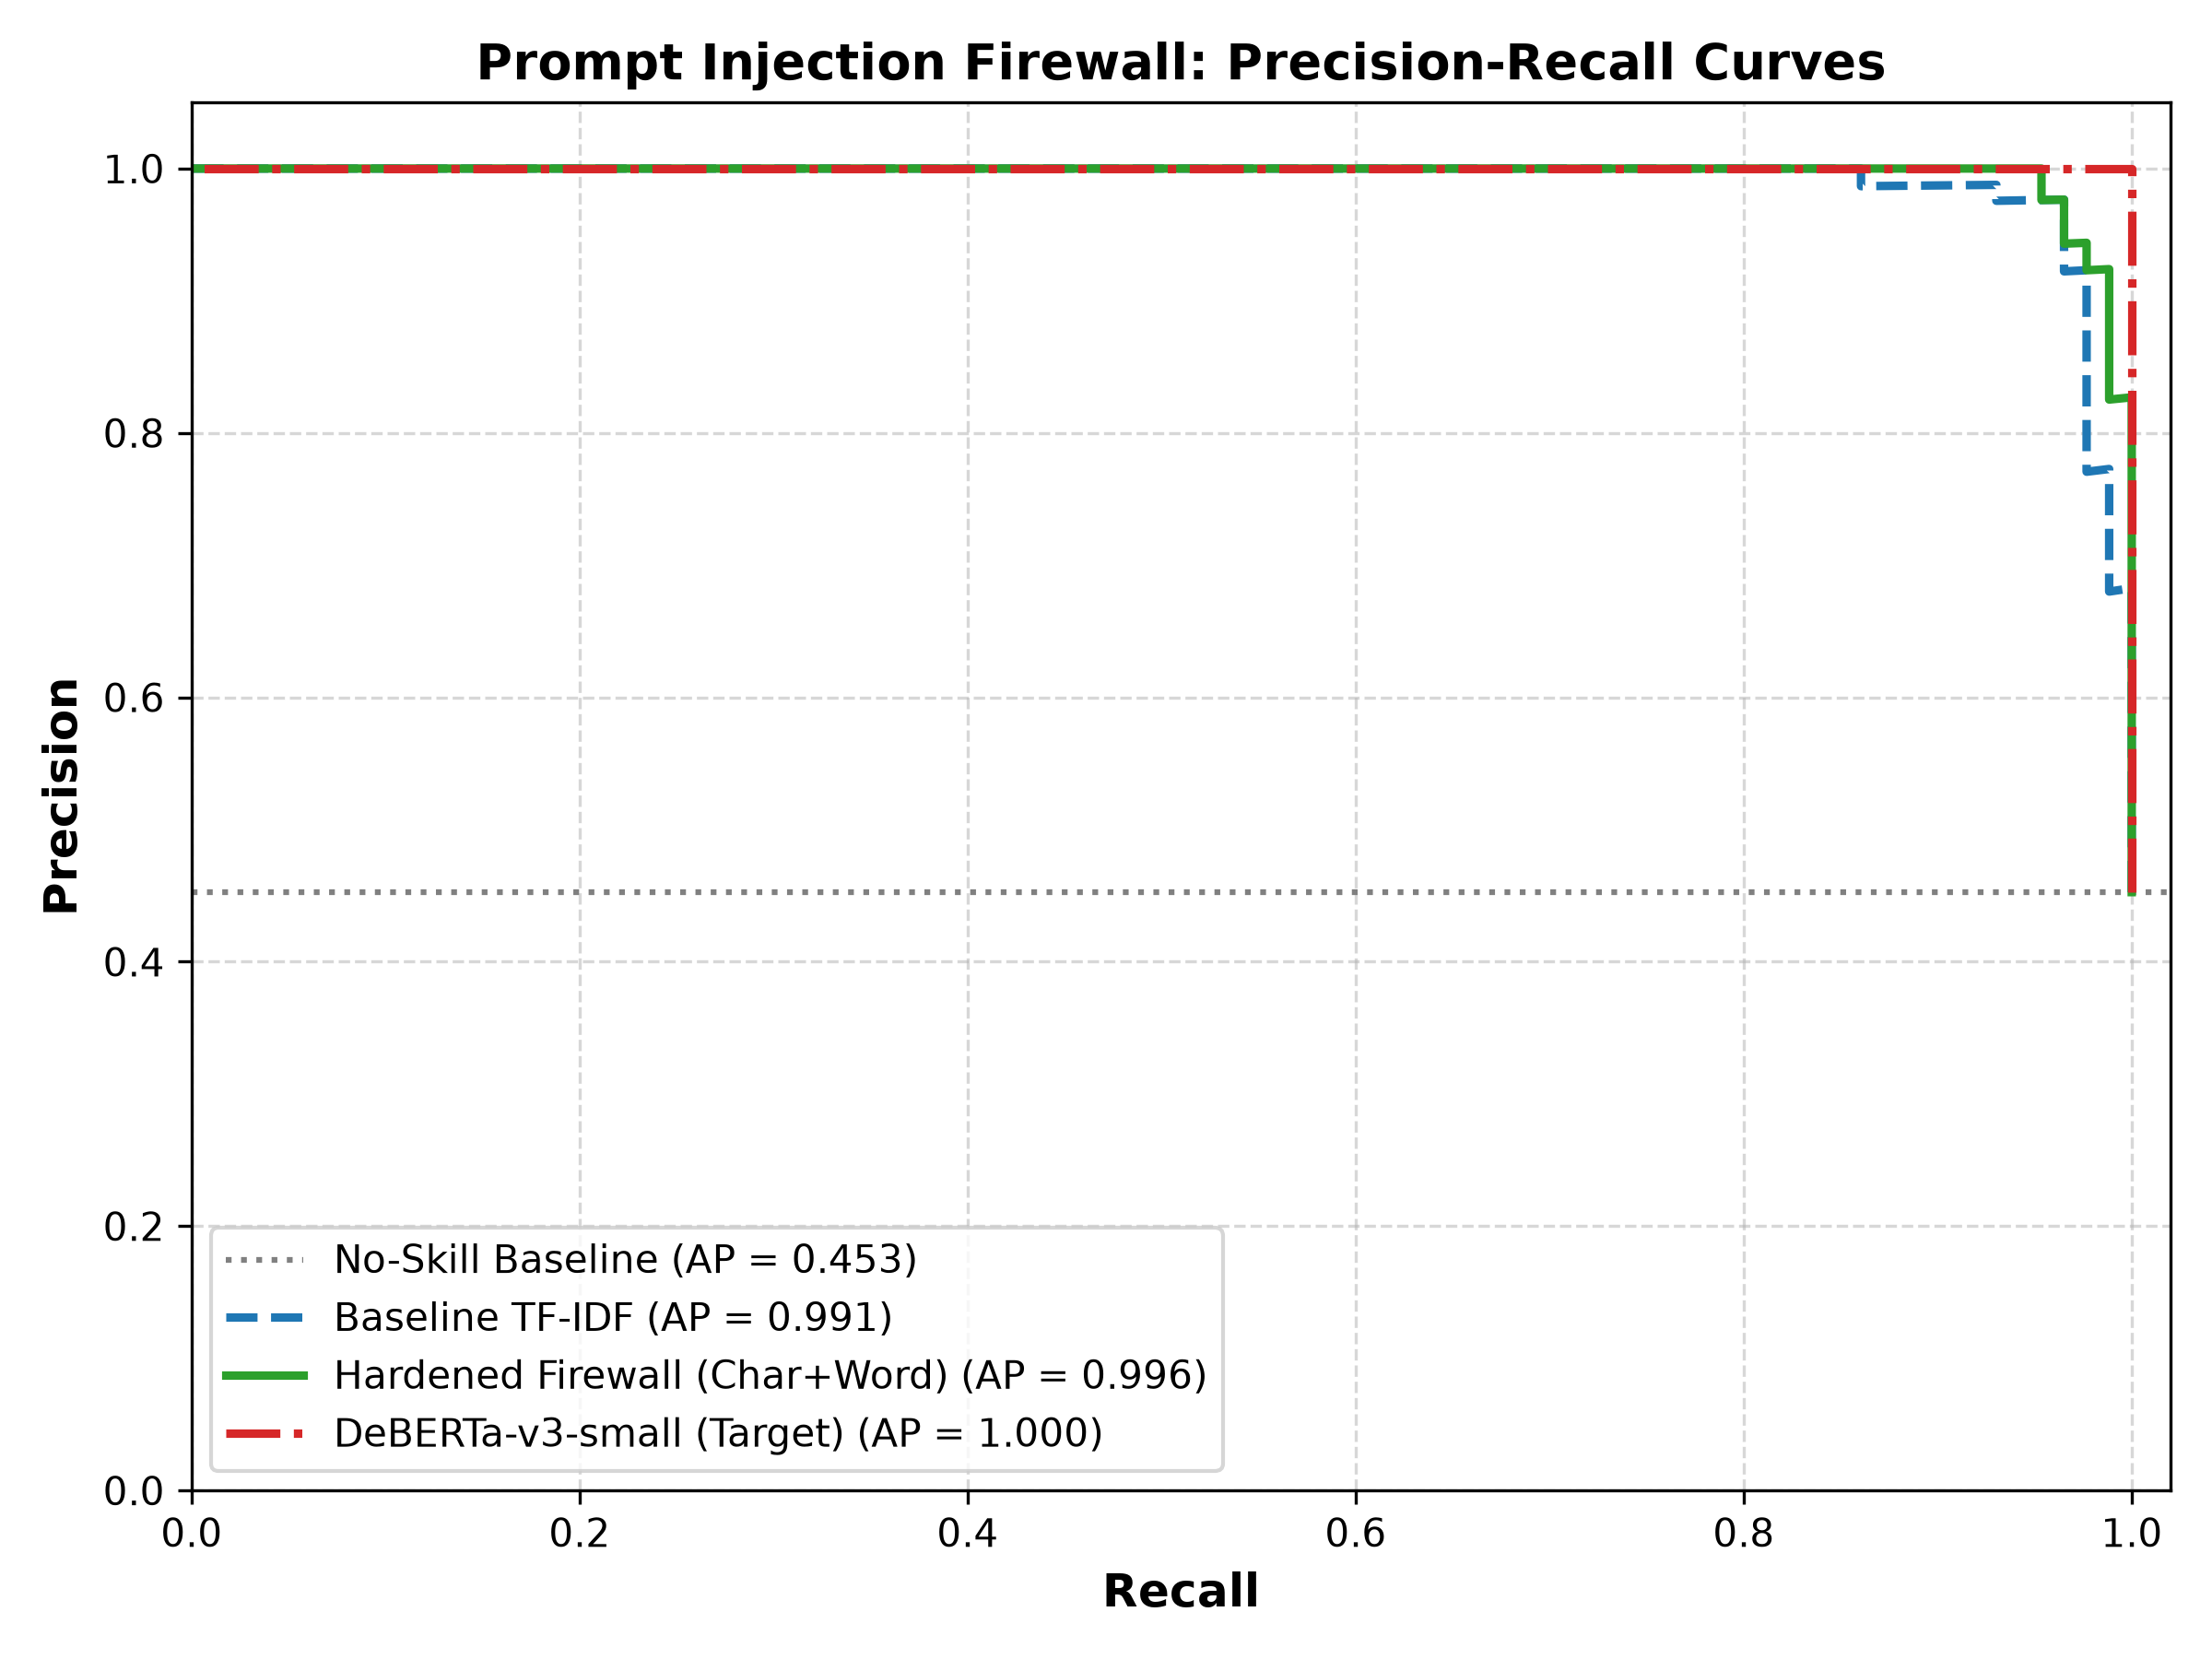 Prompt Injection Firewall: Precision-Recall Curves
Precision
1.0
0.8
0.6
0.4
0.2
0.0
No-Skill Baseline (AP = 0.453)
Baseline TF-IDF (AP = 0.991)
Hardened Firewall (Char+Word) (AP = 0.996)
DeBERTa-v3-small (Target) (AP = 1.000)
0.0 0.2 0.4 0.6 0.8 1.0
Recall